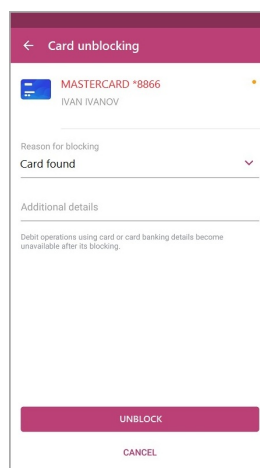 Card unblocking
MASTERCARD *8866
IVAN IVANOV
Reason for blocking
Card found
Additional details
Debit operations using card or card banking details become
unavailable after its blocking.
UNBLOCK
CANCEL